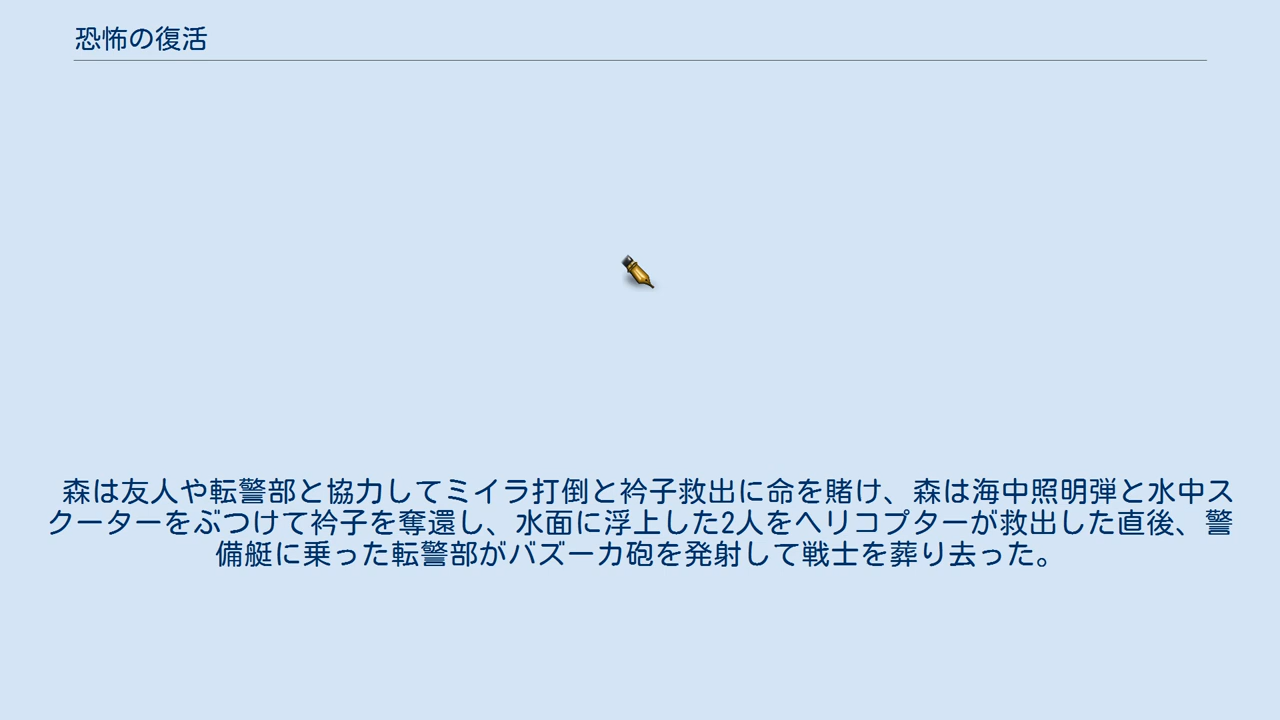 恐怖の復活
森は友人や転警部と協力してミイラ打倒と衿子救出に命を賭け、森は海中照明弾と水中ス
クーターをぶつけて衿子を奪還し、水面に浮上した2人をヘリコプターが救出した直後、警
備艇に乗った転警部がバズーカ砲を発射して戦士を葬り去った。